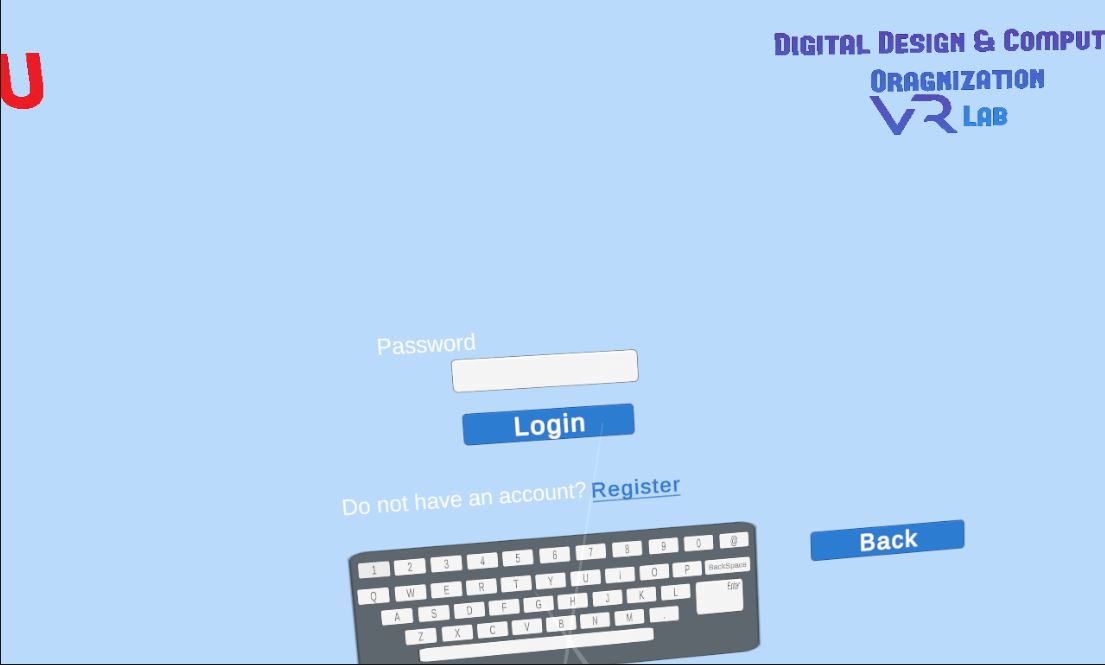 U
DIGITAL DESIGN & COMPUT
ORAGNIZATION
VR LAB
Password
Login
Do not have an account? Register
Back
1 2 3 4 5 6 7 8 9 0 @
Q W E R T Y U i O P BackSpace
A S D F G H J K L Enter
Z X C V B N M .